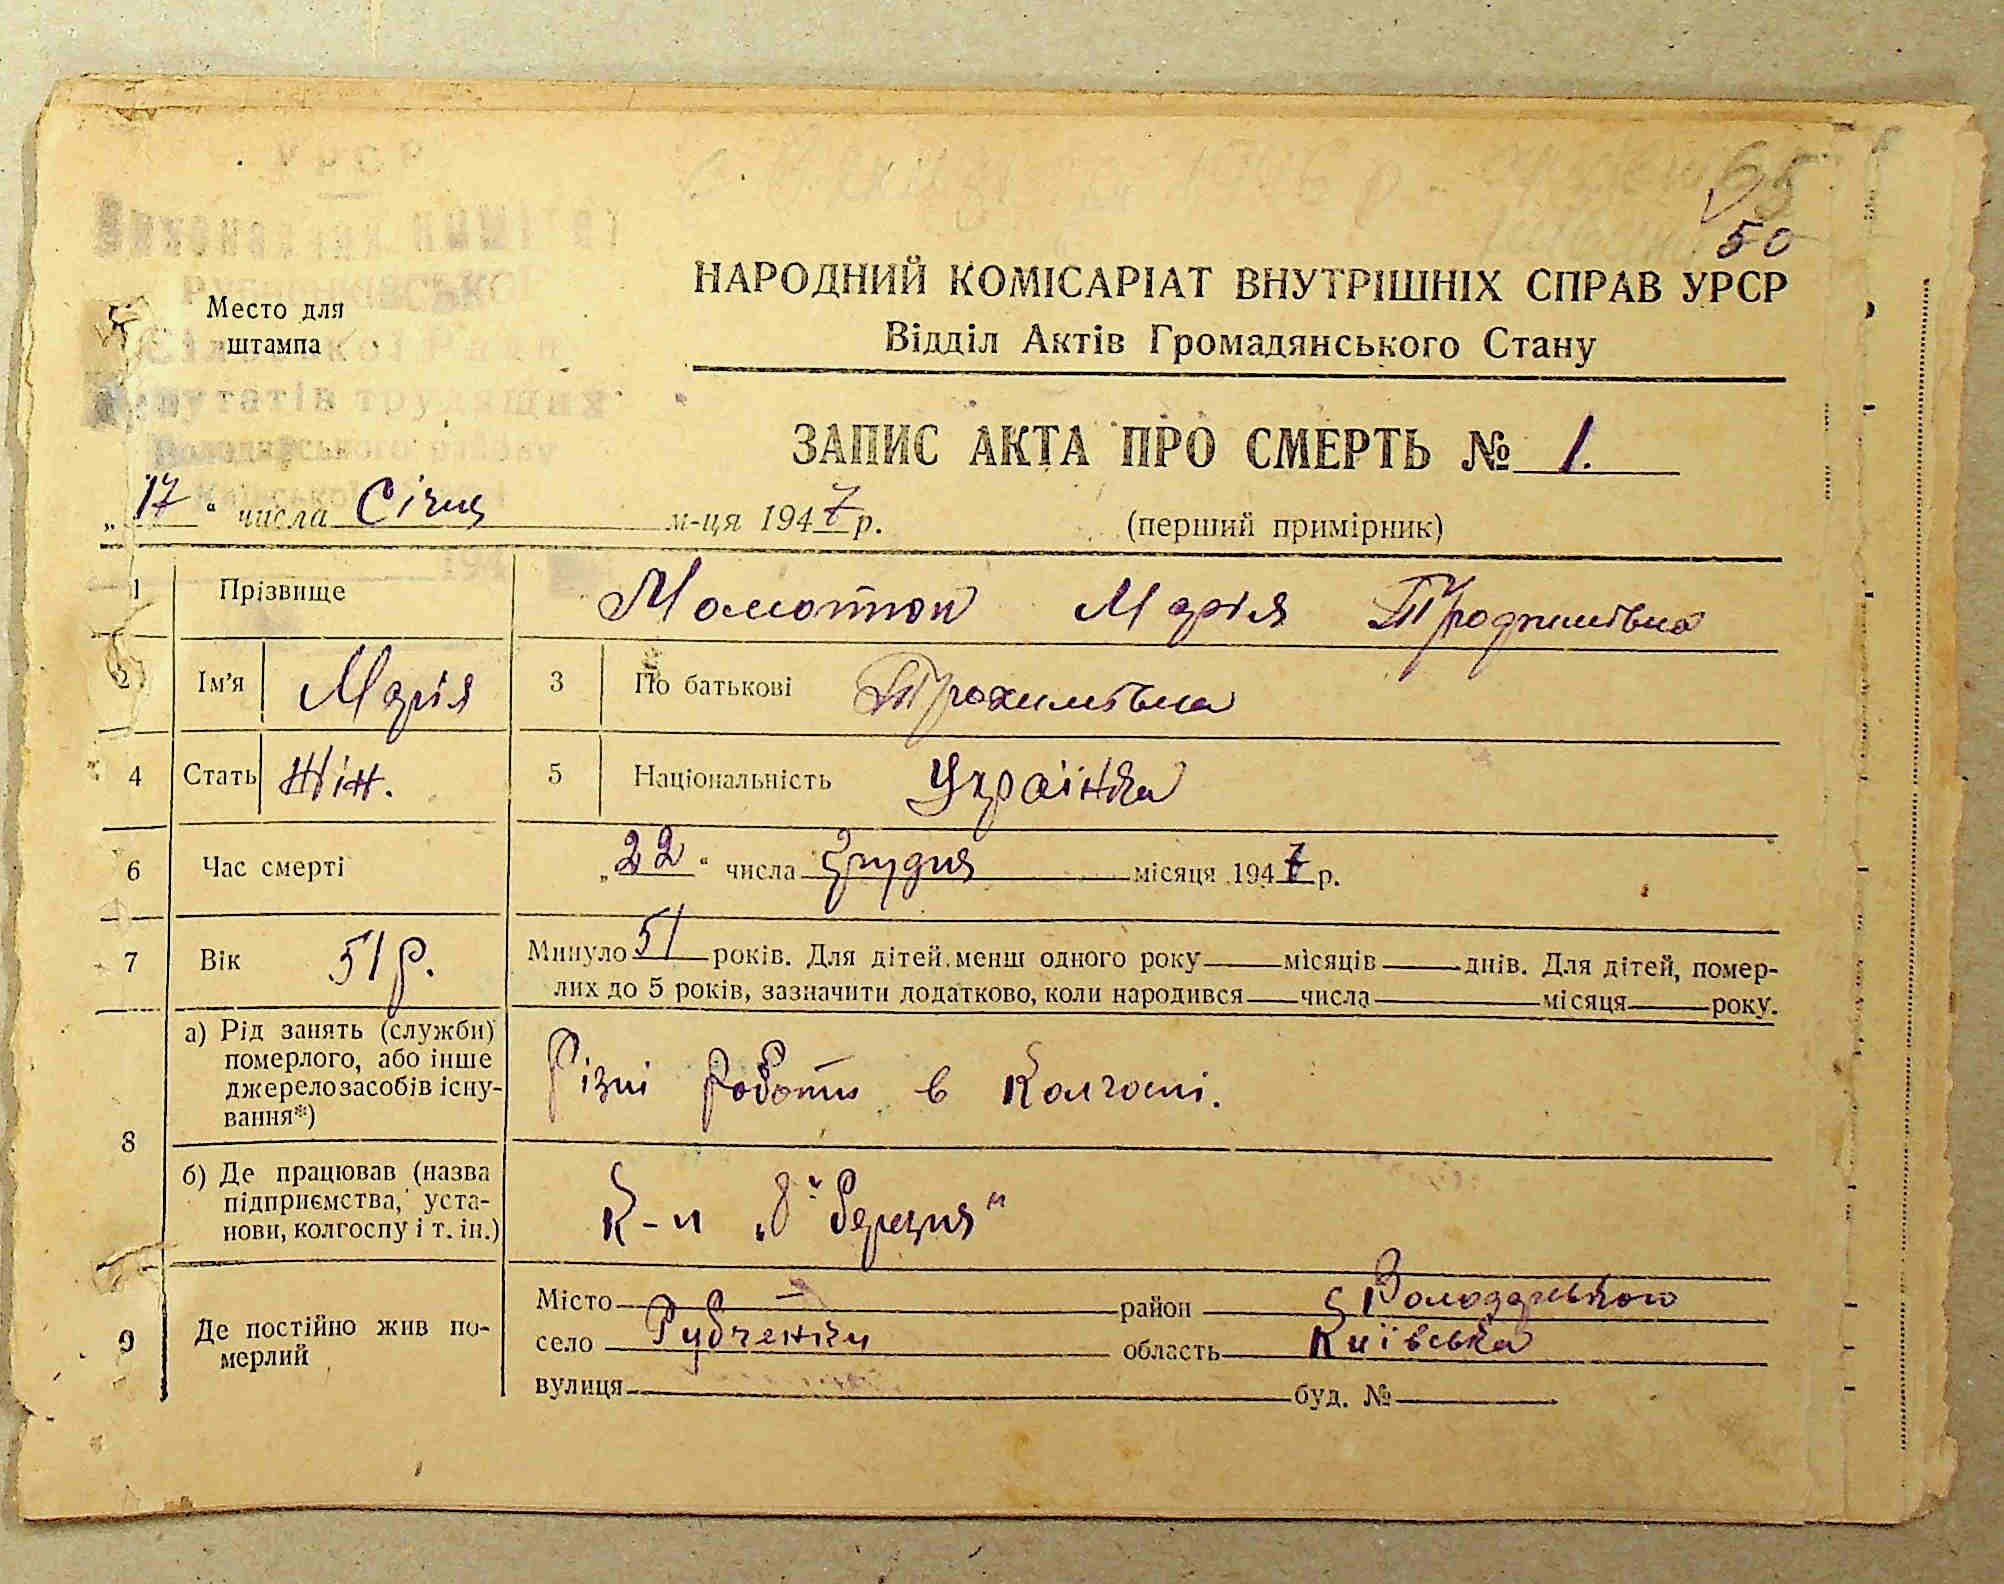 УРСР
65
50
Место для
штампа
НАРОДНИЙ КОМІСАРІАТ ВНУТРІШНІХ СПРАВ УРСР
Відділ Актів Громадянського Стану
ЗАПИС АКТА ПРО СМЕРТЬ № 1.
„17" числа Січня м-ця 1947 р. (перший примірник)
1 Прізвище Марія
2 Ім'я Марія 3 По батькові Трохимівна
4 Стать Жін. 5 Національність Українка
6 Час смерті „22" числа Грудня місяця 194 р.
7 Вік 51 р. Минуло 51 років. Для дітей менш одного року місяців днів. Для дітей, помер-
лих до 5 років, зазначити додатково, коли народився числа місяця року.
8 а) Рід занять (служби)
померлого, або інше
джерело засобів існу-
вання*)
Різні роботи в колгоспі.
б) Де працював (назва
підприємства, уста-
нови, колгоспу і т. ін.)
К-п „8 березня"
9 Де постійно жив по-
мерлий
Місто — район Володарського
село Рубченки область Київська
вулиця буд. №